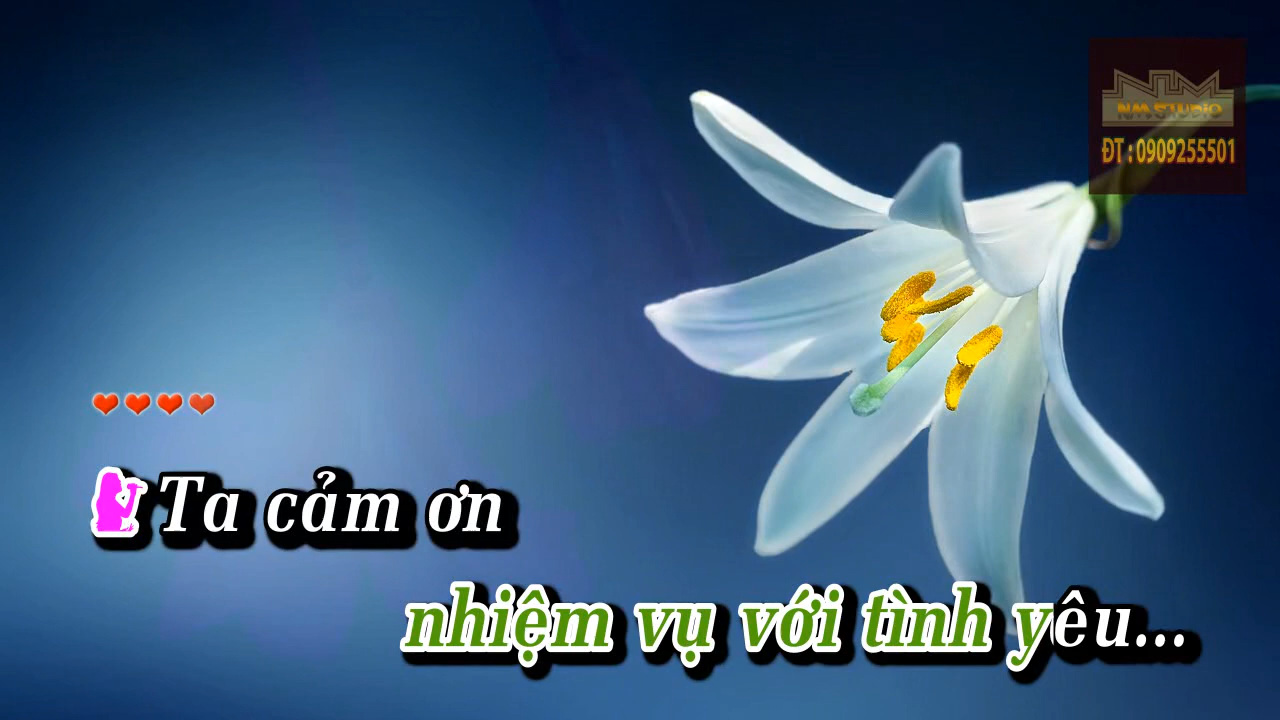 NM STUDIO
ĐT : 0909255501
Ta cảm ơn
nhiệm vụ với tình yêu...